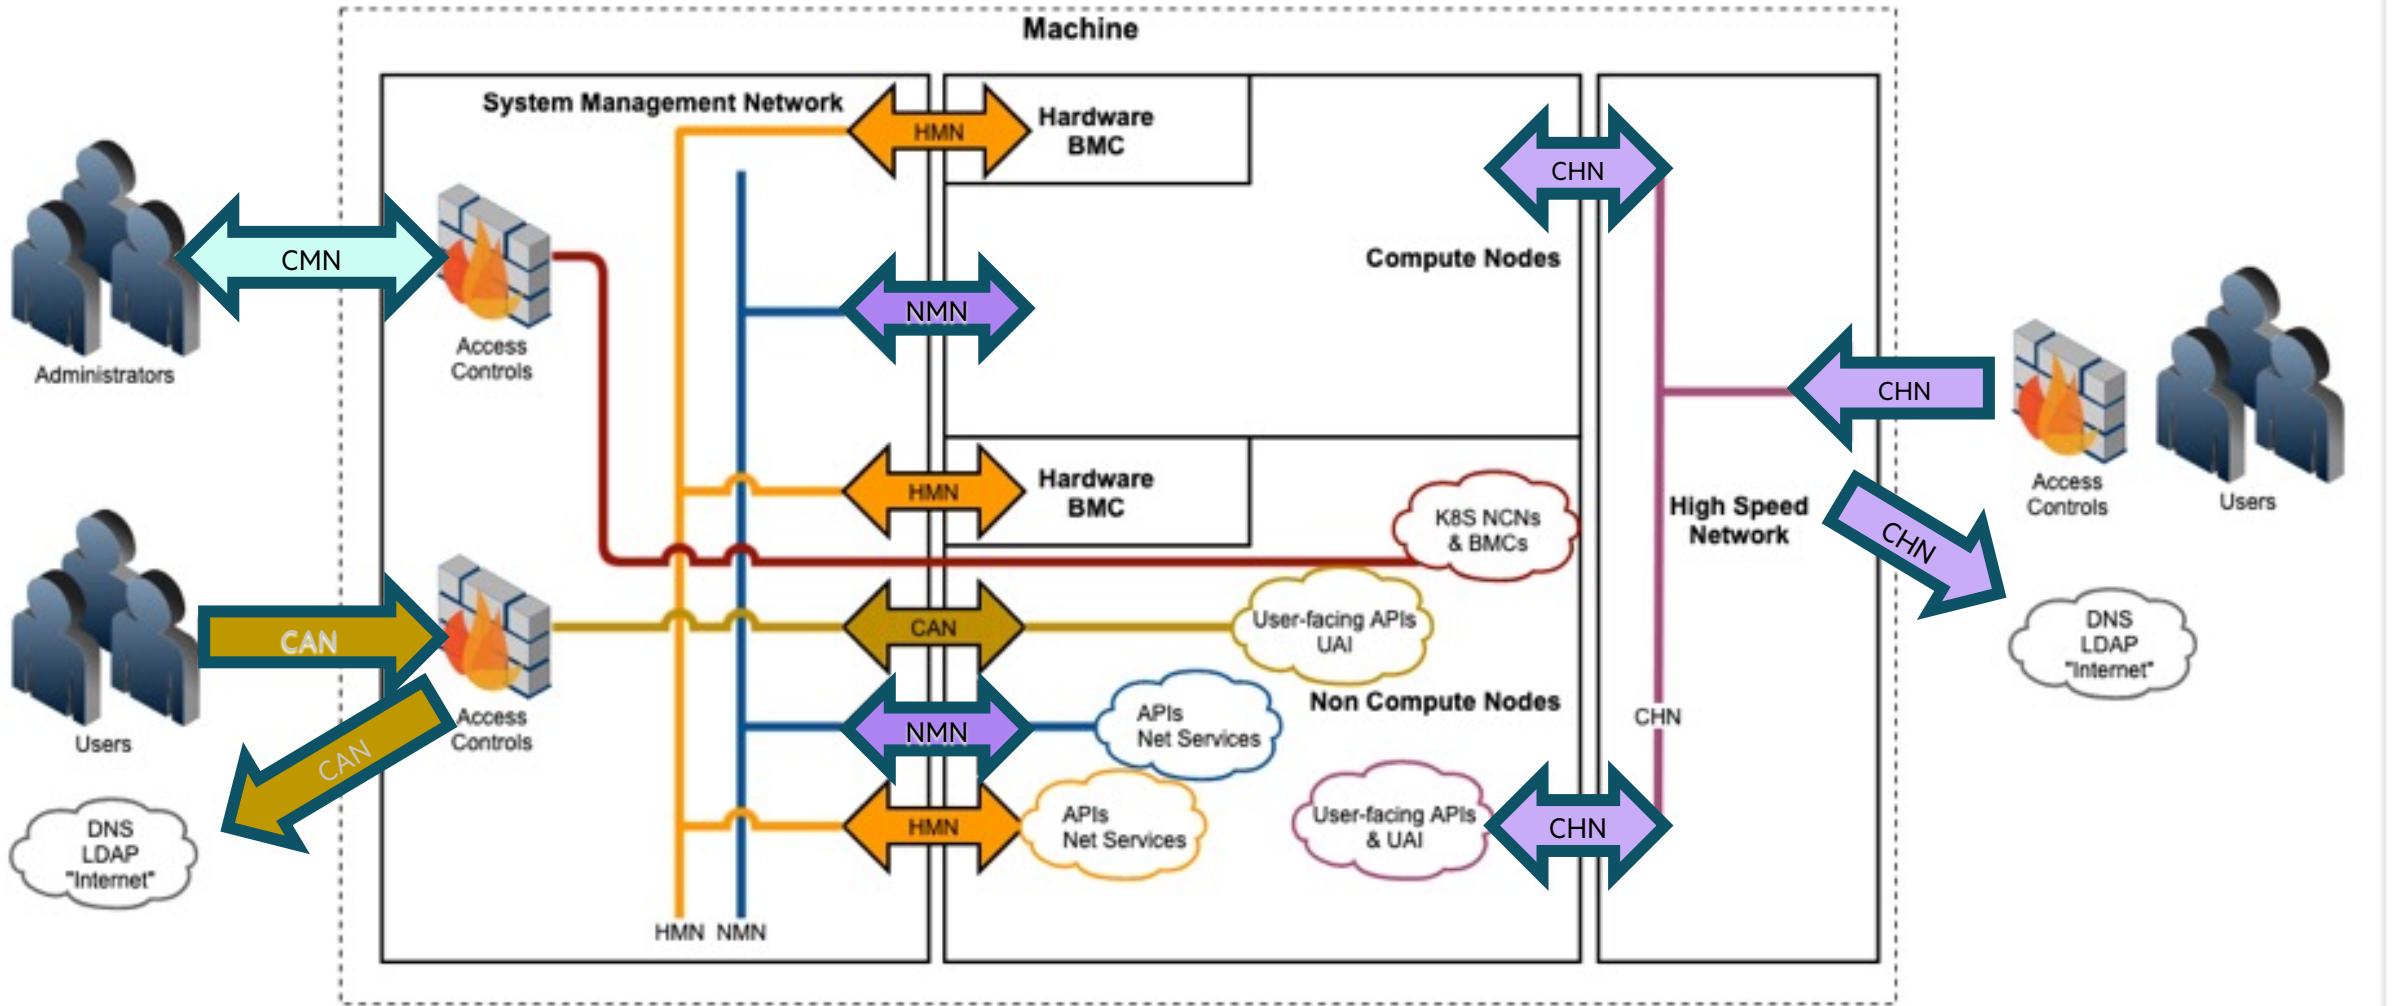 Machine
System Management Network
HMN
Hardware
BMC
CHN
CMN
Compute Nodes
NMN
Access
Controls
Administrators
CHN
HMN
Hardware
BMC
Access
Controls
Users
High Speed
Network
K8S NCNs
& BMCs
CHN
CAN
CAN
User-facing APIs
UAI
DNS
LDAP
"Internet"
Non Compute Nodes
Access
Controls
Users
CAN
NMN
APIs
Net Services
CHN
DNS
LDAP
"Internet"
HMN
APIs
Net Services
User-facing APIs
& UAI
CHN
HMN NMN